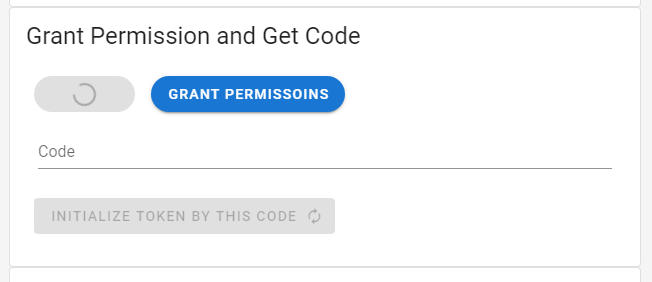 Grant Permission and Get Code
GRANT PERMISSOINS
Code
INITIALIZE TOKEN BY THIS CODE